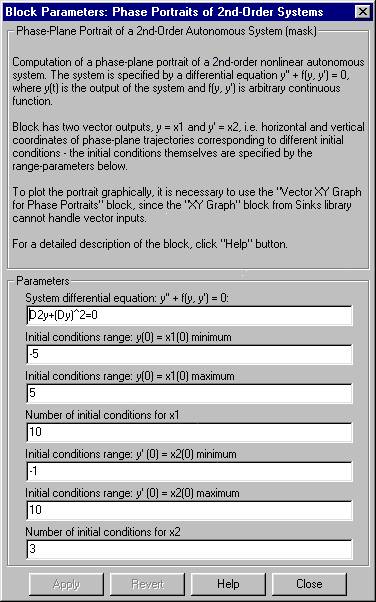 Block Parameters: Phase Portraits of 2nd-Order Systems
Phase-Plane Portrait of a 2nd-Order Autonomous System (mask)
Computation of a phase-plane portrait of a 2nd-order nonlinear autonomous
system. The system is specified by a differential equation y'' + f(y, y') = 0,
where y(t) is the output of the system and f(y, y') is arbitrary continuous
function.
Block has two vector outputs, y = x1 and y' = x2, i.e. horizontal and vertical
coordinates of phase-plane trajectories corresponding to different initial
conditions - the initial conditions themselves are specified by the
range-parameters below.
To plot the portrait graphically, it is necessary to use the "Vector XY Graph
for Phase Portraits" block, since the "XY Graph" block from Sinks library
cannot handle vector inputs.
For a detailed description of the block, click "Help" button.
Parameters
System differential equation: y'' + f(y, y') = 0:
D2y+(Dy)^2=0
Initial conditions range: y(0) = x1(0) minimum
-5
Initial conditions range: y(0) = x1(0) maximum
5
Number of initial conditions for x1
10
Initial conditions range: y' (0) = x2(0) minimum
-1
Initial conditions range: y' (0) = x2(0) maximum
10
Number of initial conditions for x2
3
Apply Revert Help Close